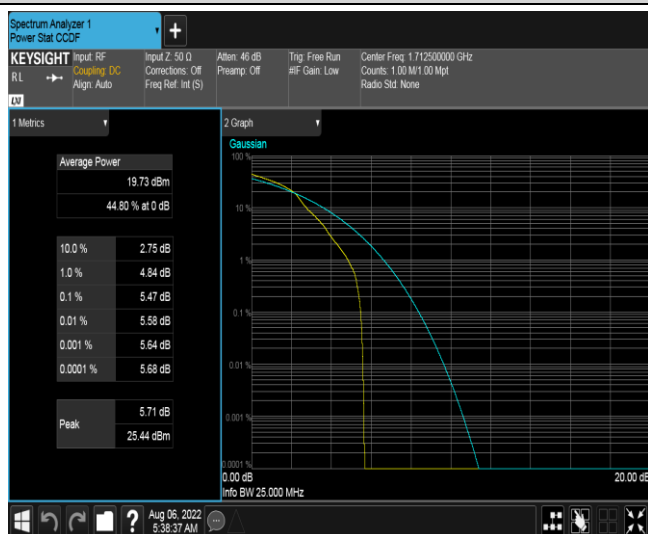 Spectrum Analyzer 1
Power Stat CCDF
+
KEYSIGHT
RL
LXI
Input: RF
Coupling: DC
Align: Auto
Input Z: 50 Ω
Corrections: Off
Freq Ref: Int (S)
Atten: 46 dB
Preamp: Off
Trig: Free Run
#IF Gain: Low
Center Freq: 1.712500000 GHz
Counts: 1.00 M/1.00 Mpt
Radio Std: None
1 Metrics
Average Power
19.73 dBm
44.80 % at 0 dB
10.0 % 2.75 dB
1.0 % 4.84 dB
0.1 % 5.47 dB
0.01 % 5.58 dB
0.001 % 5.64 dB
0.0001 % 5.68 dB
Peak
5.71 dB
25.44 dBm
2 Graph
Gaussian
100 %
10 %
1 %
0.1 %
0.01 %
0.001 %
0.0001 %
0.00 dB 20.00 dB
Info BW 25.000 MHz
?
Aug 06, 2022
5:38:37 AM